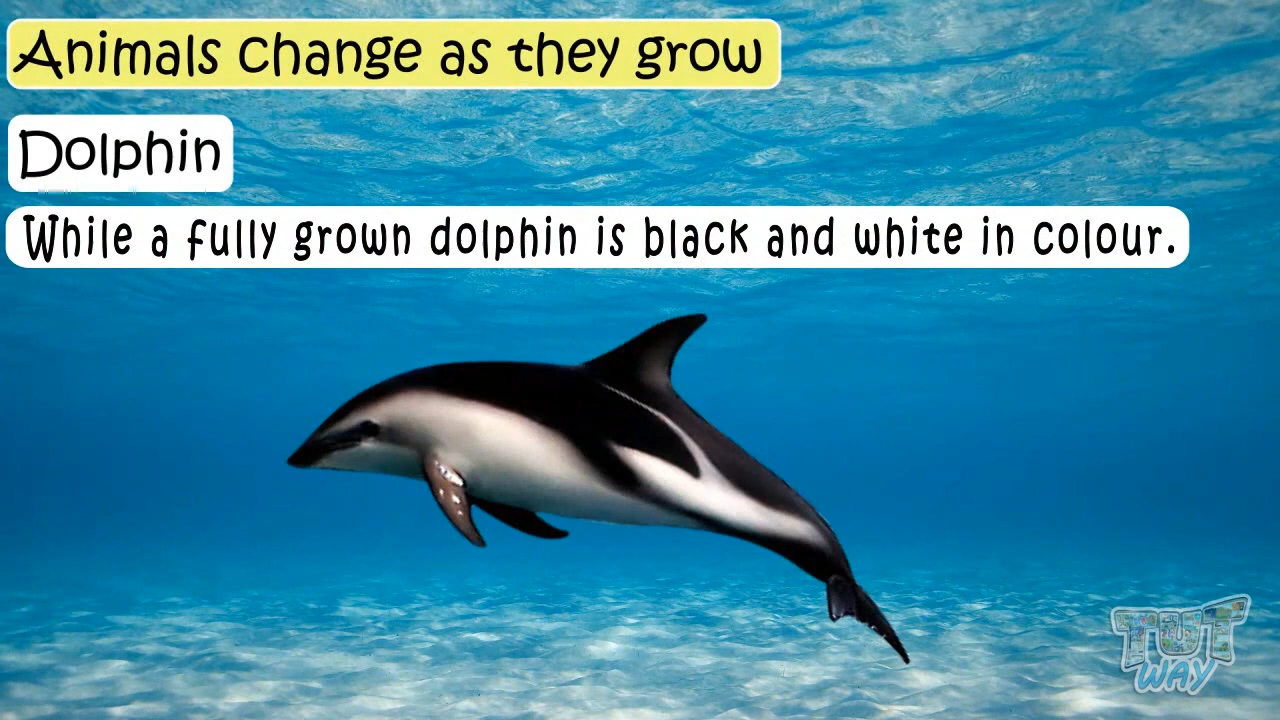 Animals change as they grow
Dolphin
While a fully grown dolphin is black and white in colour.
TUT
WAY